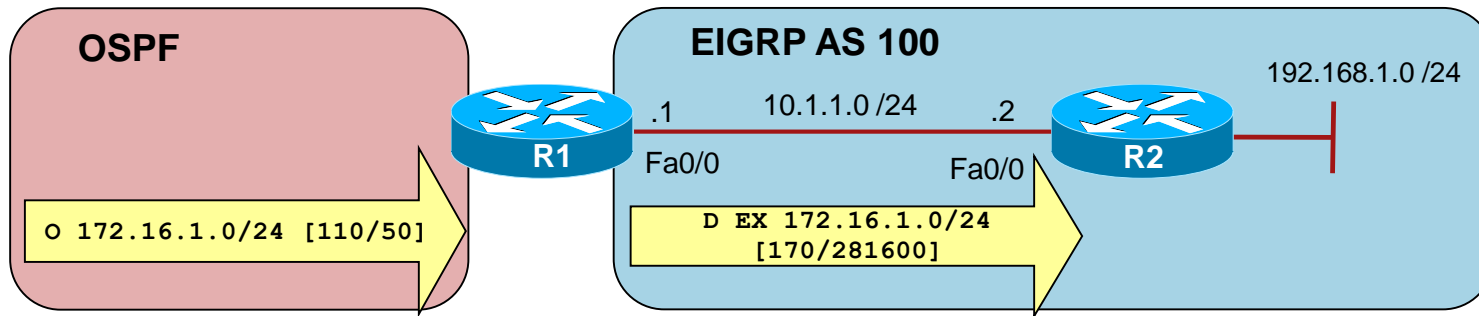 OSPF
EIGRP AS 100
192.168.1.0 /24
.1
10.1.1.0 /24
.2
R1
R2
Fa0/0
Fa0/0
O 172.16.1.0/24 [110/50]
D EX 172.16.1.0/24
[170/281600]